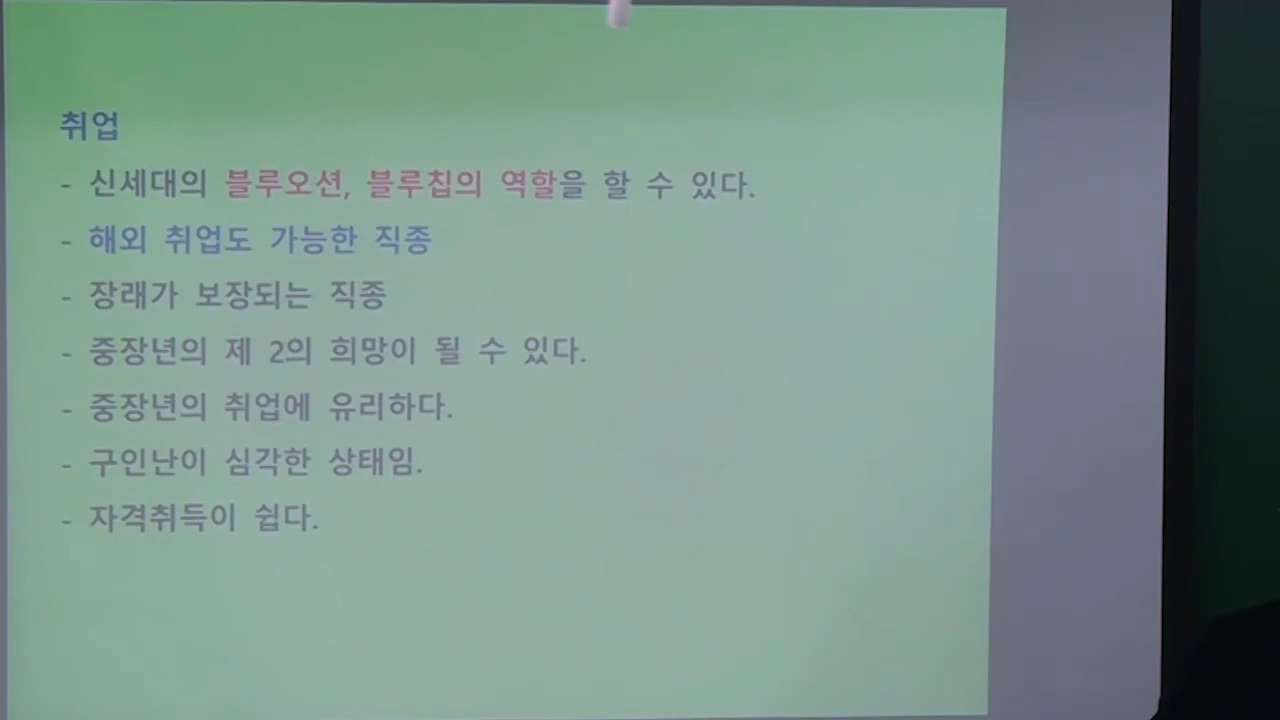 취업
- 신세대의 블루오션, 블루칩의 역할을 할 수 있다.
- 해외 취업도 가능한 직종
- 장래가 보장되는 직종
- 중장년의 제 2의 희망이 될 수 있다.
- 중장년의 취업에 유리하다.
- 구인난이 심각한 상태임.
- 자격취득이 쉽다.